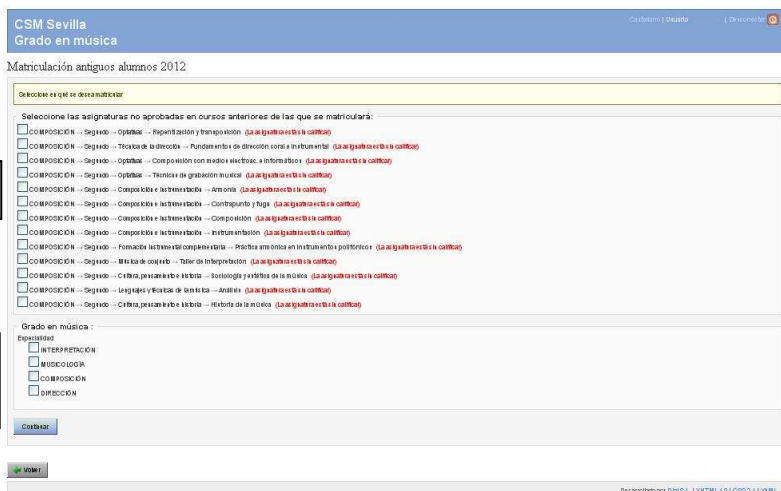 CSM Sevilla
Castellano | Usuario | Desconectar
Grado en música
Matriculación antiguos alumnos 2012
Seleccione en qué se desea matricular
Seleccione las asignaturas no aprobadas en cursos anteriores de las que se matriculará:
COMPOSICIÓN → Segundo → Optativas → Repentización y transposición (La asignatura está sin calificar)
COMPOSICIÓN → Segundo → Técnica de la dirección → Fundamentos de dirección coral e instrumental (La asignatura está sin calificar)
COMPOSICIÓN → Segundo → Optativas → Composición con medios electroac. e informáticos (La asignatura está sin calificar)
COMPOSICIÓN → Segundo → Optativas → Técnicas de grabación musical (La asignatura está sin calificar)
COMPOSICIÓN → Segundo → Composición e Instrumentación → Armonía (La asignatura está sin calificar)
COMPOSICIÓN → Segundo → Composición e Instrumentación → Contrapunto y fuga (La asignatura está sin calificar)
COMPOSICIÓN → Segundo → Composición e Instrumentación → Composición (La asignatura está sin calificar)
COMPOSICIÓN → Segundo → Composición e Instrumentación → Instrumentación (La asignatura está sin calificar)
COMPOSICIÓN → Segundo → Formación instrumental complementaria → Práctica armónica en instrumentos polifónicos (La asignatura está sin calificar)
COMPOSICIÓN → Segundo → Música de conjunto → Taller de Interpretación (La asignatura está sin calificar)
COMPOSICIÓN → Segundo → Cultura, pensamiento e historia → Sociología y estética de la música (La asignatura está sin calificar)
COMPOSICIÓN → Segundo → Lenguajes y técnicas de la música → Análisis (La asignatura está sin calificar)
COMPOSICIÓN → Segundo → Cultura, pensamiento e historia → Historia de la música (La asignatura está sin calificar)
Grado en música :
Especialidad
INTERPRETACIÓN
MUSICOLOGÍA
COMPOSICIÓN
DIRECCIÓN
Continuar
Volver
Desarrollado por